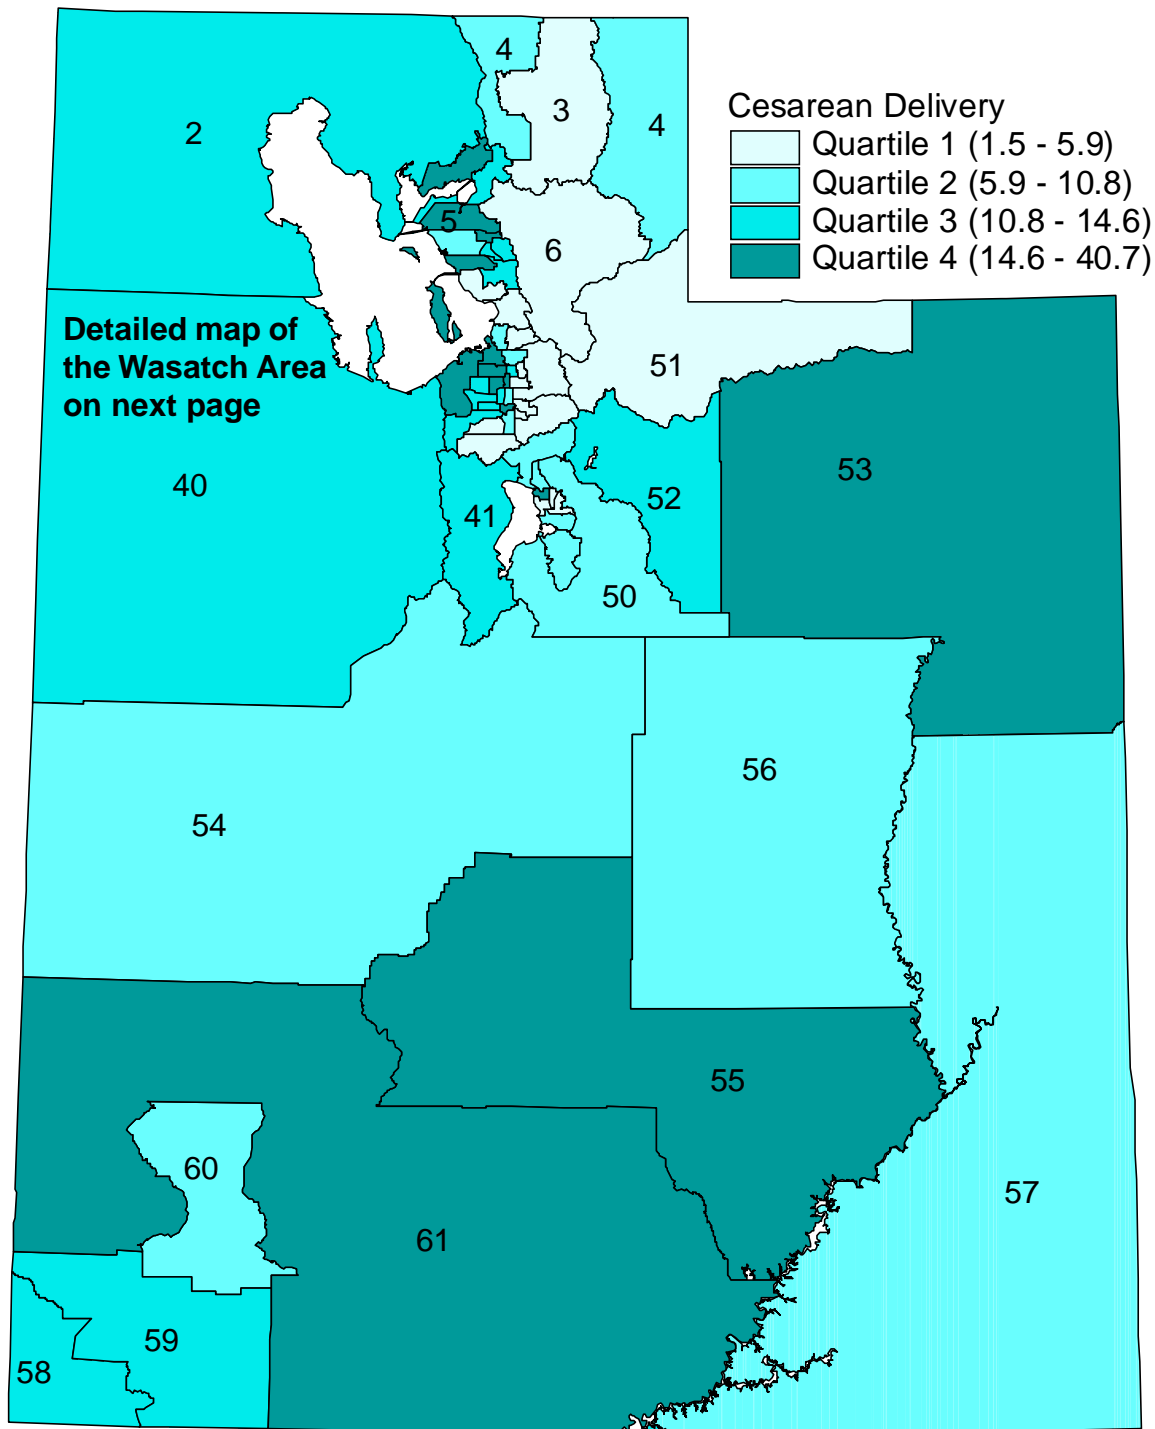 4
3
4
2
Cesarean Delivery
Quartile 1 (1.5 - 5.9)
Quartile 2 (5.9 - 10.8)
Quartile 3 (10.8 - 14.6)
Quartile 4 (14.6 - 40.7)
5
6
Detailed map of
the Wasatch Area
on next page
51
53
40
52
41
50
56
54
55
60
57
61
59
58